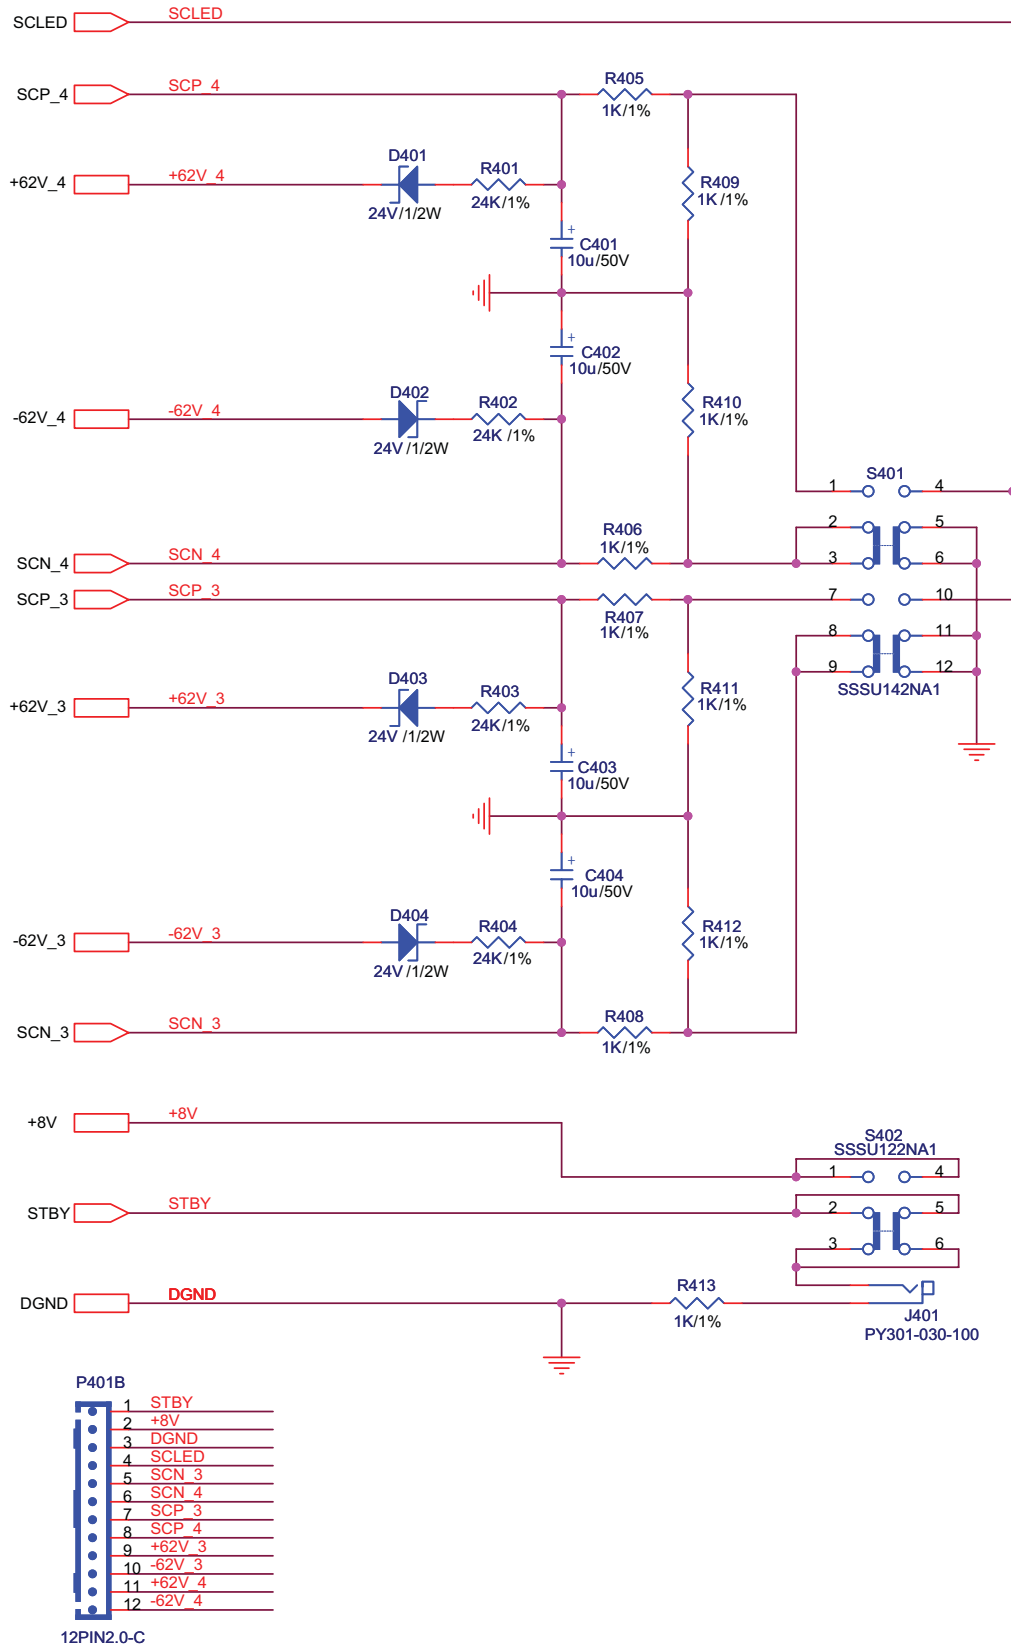 SCLED SCLED
SCP_4 SCP_4
R405
1K/1%
+62V_4 +62V_4
D401
24V/1/2W
R401
24K/1%
R409
1K/1%
C401
10u/50V
+
C402
10u/50V
+
-62V_4 -62V_4
D402
24V/1/2W
R402
24K/1%
R410
1K/1%
S401
1 4
2 5
3 6
7 10
8 11
9 12
SSSU142NA1
SCN_4 SCN_4
R406
1K/1%
SCP_3 SCP_3
R407
1K/1%
+62V_3 +62V_3
D403
24V/1/2W
R403
24K/1%
R411
1K/1%
C403
10u/50V
+
C404
10u/50V
+
-62V_3 -62V_3
D404
24V/1/2W
R404
24K/1%
R412
1K/1%
SCN_3 SCN_3
R408
1K/1%
+8V +8V
S402
SSSU122NA1
1 4
2 5
3 6
STBY STBY
DGND DGND
R413
1K/1%
J401
PY301-030-100
P401B
1 STBY
2 +8V
3 DGND
4 SCLED
5 SCN_3
6 SCN_4
7 SCP_3
8 SCP_4
9 +62V_3
10 -62V_3
11 +62V_4
12 -62V_4
12PIN2.0-C